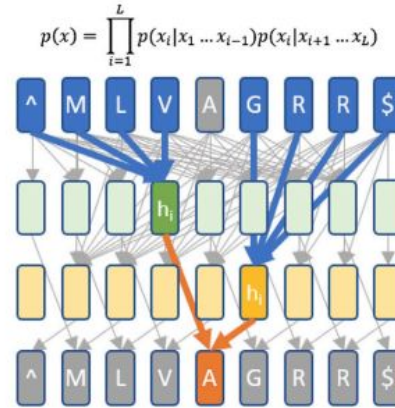 p(x) = ∏_{i=1}^{L} p(x_i|x_1 … x_{i−1})p(x_i|x_{i+1} … x_L)
^ M L V A G R R $
h_i
h_i
^ M L V A G R R $